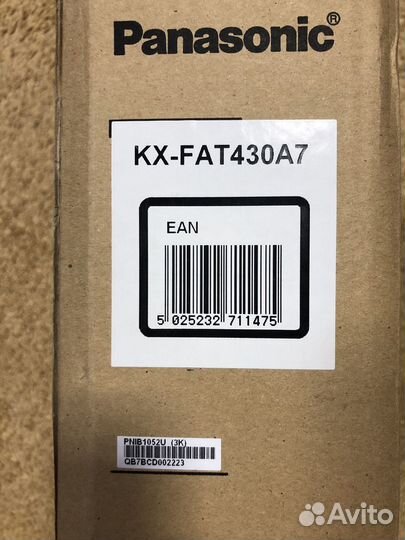 Panasonic®
KX-FAT430A7
EAN
5 025232 711475
PNIB1052U (3K)
QB7BCD002223
Avito